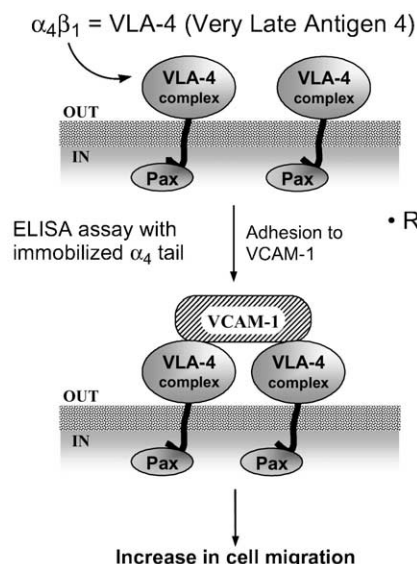 α₄β₁ = VLA-4 (Very Late Antigen 4)
VLA-4
complex
VLA-4
complex
OUT
IN
Pax
Pax
ELISA assay with
immobilized α₄ tail
Adhesion to
VCAM-1
• R
VCAM-1
VLA-4
complex
VLA-4
complex
OUT
IN
Pax
Pax
Increase in cell migration